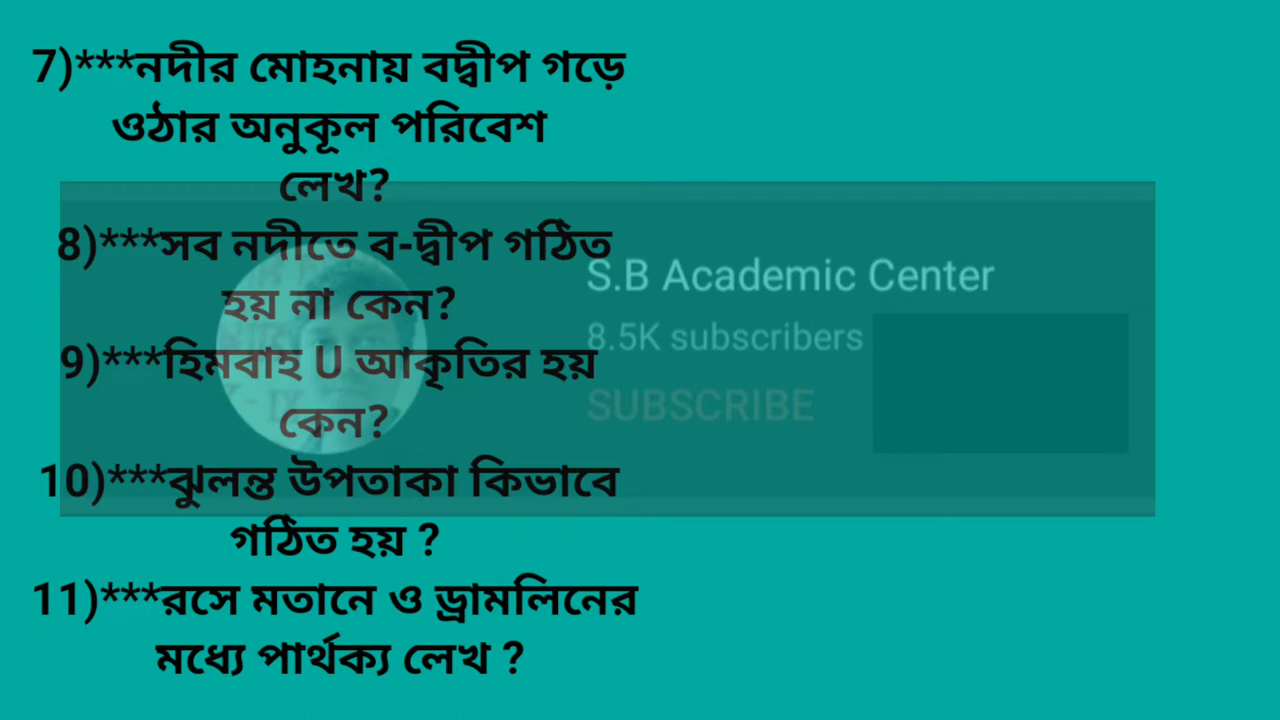 7)***নদীর মোহনায় বদ্বীপ গড়ে
ওঠার অনুকূল পরিবেশ
লেখ?
8)***সব নদীতে ব-দ্বীপ গঠিত
হয় না কেন?
9)***হিমবাহ U আকৃতির হয়
কেন?
10)***ঝুলন্ত উপতাকা কিভাবে
গঠিত হয় ?
11)***রসে মতানে ও ড্রামলিনের
মধ্যে পার্থক্য লেখ ?
S.B Academic Center
8.5K subscribers
SUBSCRIBE